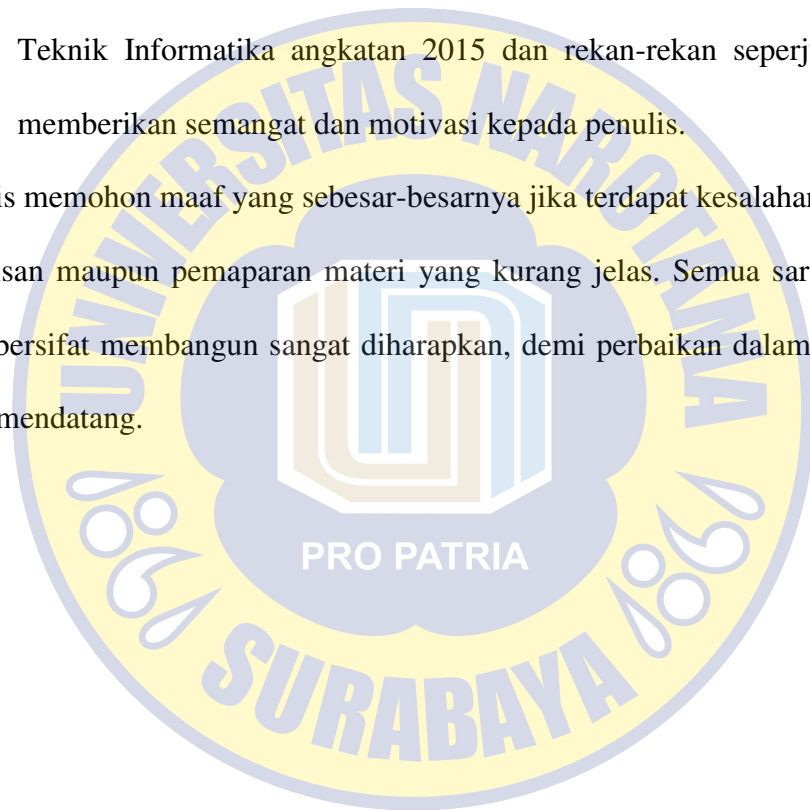 Teknik Informatika angkatan 2015 dan rekan-rekan seperj
memberikan semangat dan motivasi kepada penulis.
is memohon maaf yang sebesar-besarnya jika terdapat kesalahan
isan maupun pemaparan materi yang kurang jelas. Semua sar
bersifat membangun sangat diharapkan, demi perbaikan dalam
mendatang.
UNIVERSITAS NAROTAMA
PRO PATRIA
SURABAYA